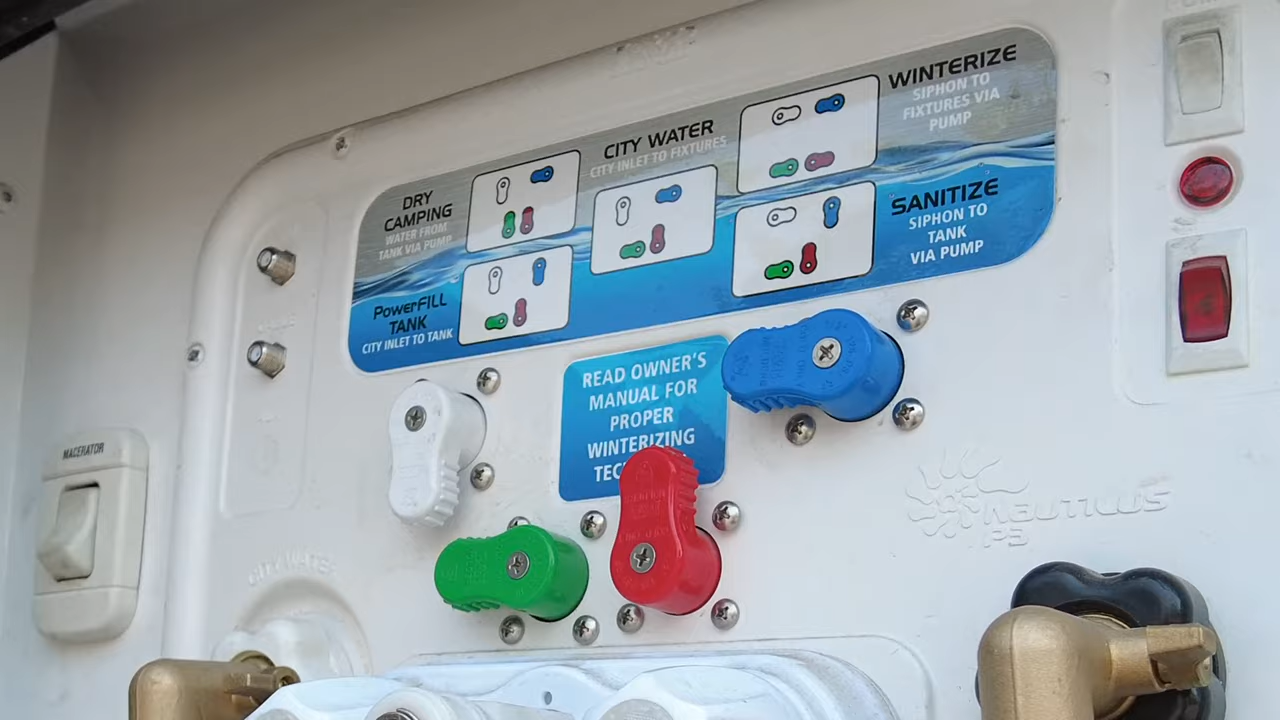 WINTERIZE
SIPHON TO
FIXTURES VIA
PUMP
CITY WATER
CITY INLET TO FIXTURES
DRY
CAMPING
WATER FROM
TANK VIA PUMP
SANITIZE
SIPHON TO
TANK
VIA PUMP
PowerFILL
TANK
CITY INLET TO TANK
READ OWNER'S
MANUAL FOR
PROPER
WINTERIZING
MACERATOR
NAUTILUS
P3
CITY WATER